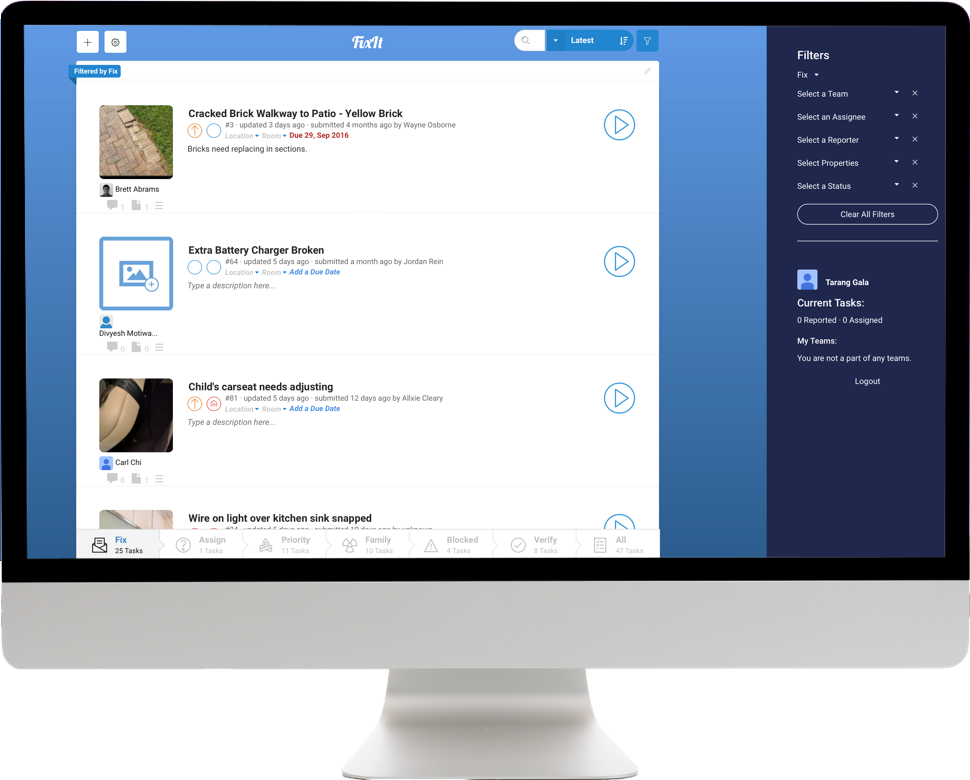 FixIt
Latest
Filtered by Fix
Cracked Brick Walkway to Patio - Yellow Brick
#3 · updated 3 days ago · submitted 4 months ago by Wayne Osborne
Location Room Due 29, Sep 2016
Bricks need replacing in sections.
Brett Abrams
1 1
Extra Battery Charger Broken
#64 · updated 5 days ago · submitted a month ago by Jordan Rein
Location Room Add a Due Date
Type a description here...
Divyesh Motiwa...
0 0
Child's carseat needs adjusting
#81 · updated 5 days ago · submitted 12 days ago by Allxie Cleary
Location Room Add a Due Date
Type a description here...
Carl Chi
0 1
Wire on light over kitchen sink snapped
Fix
25 Tasks
Assign
1 Tasks
Priority
11 Tasks
Family
10 Tasks
Blocked
4 Tasks
Verify
8 Tasks
All
47 Tasks
Filters
Fix
Select a Team
Select an Assignee
Select a Reporter
Select Properties
Select a Status
Clear All Filters
Tarang Gala
Current Tasks:
0 Reported · 0 Assigned
My Teams:
You are not a part of any teams.
Logout